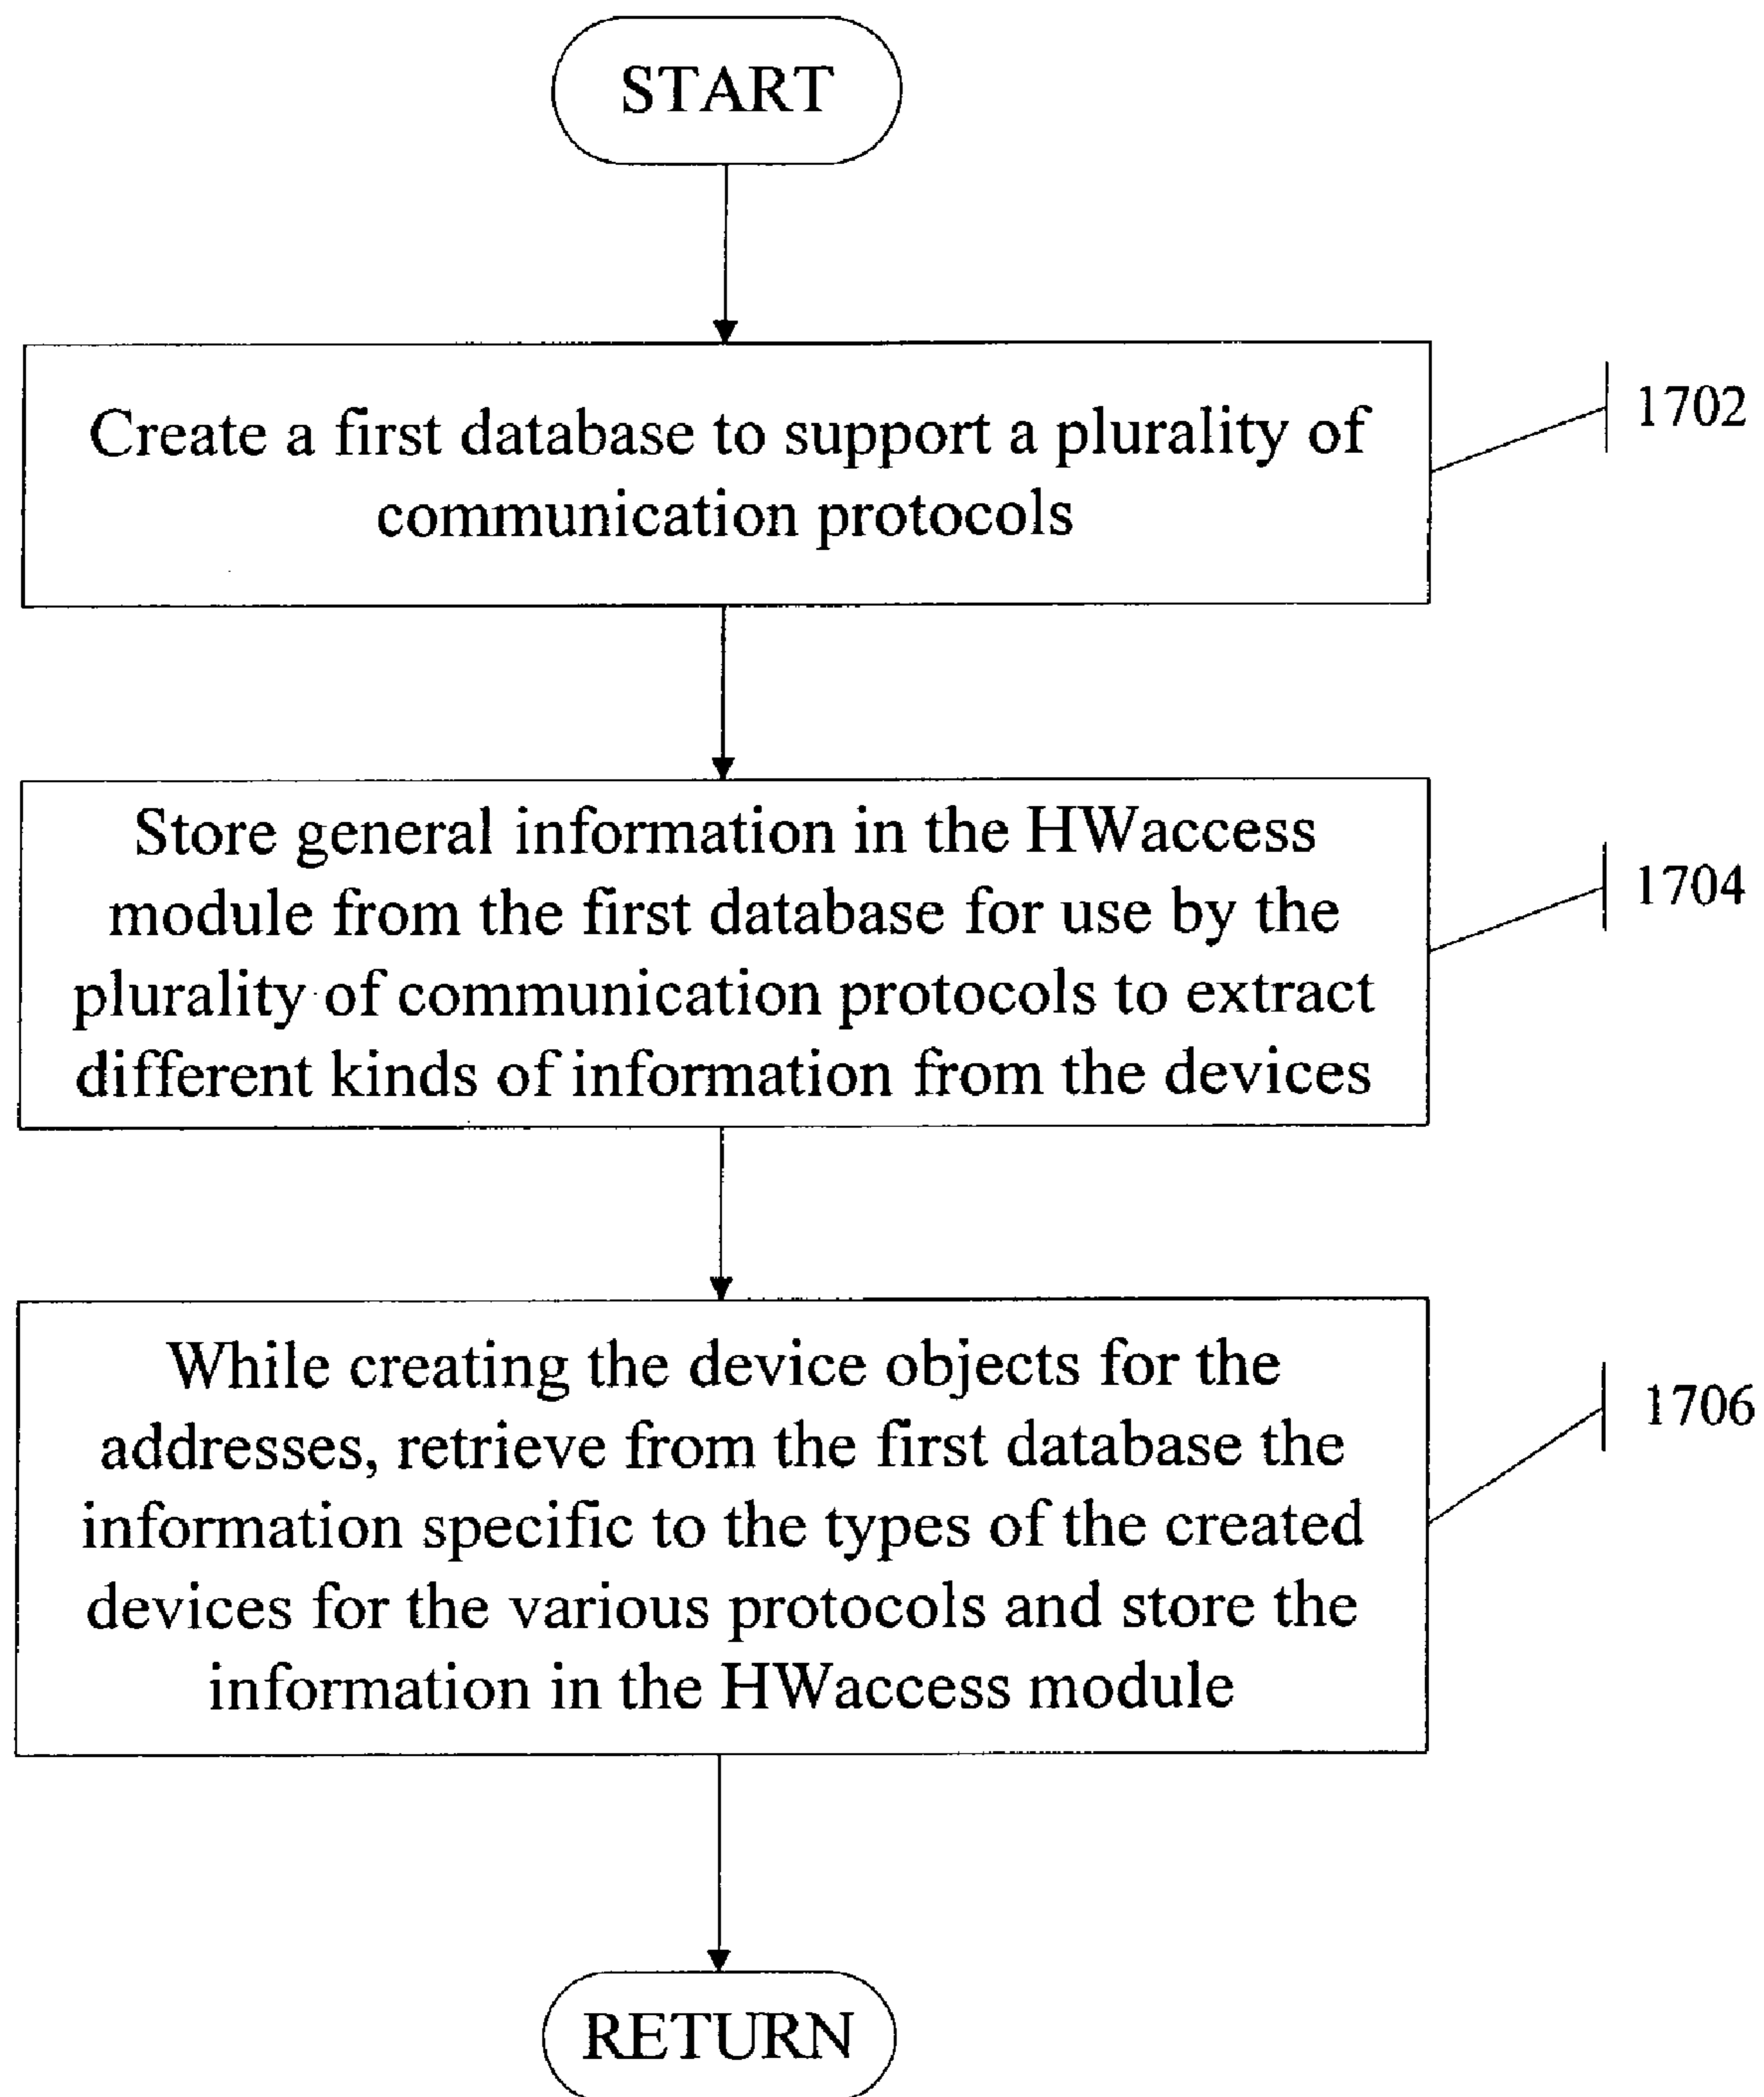 START
Create a first database to support a plurality of
communication protocols
1702
Store general information in the HWaccess
module from the first database for use by the
plurality of communication protocols to extract
different kinds of information from the devices
1704
While creating the device objects for the
addresses, retrieve from the first database the
information specific to the types of the created
devices for the various protocols and store the
information in the HWaccess module
1706
RETURN